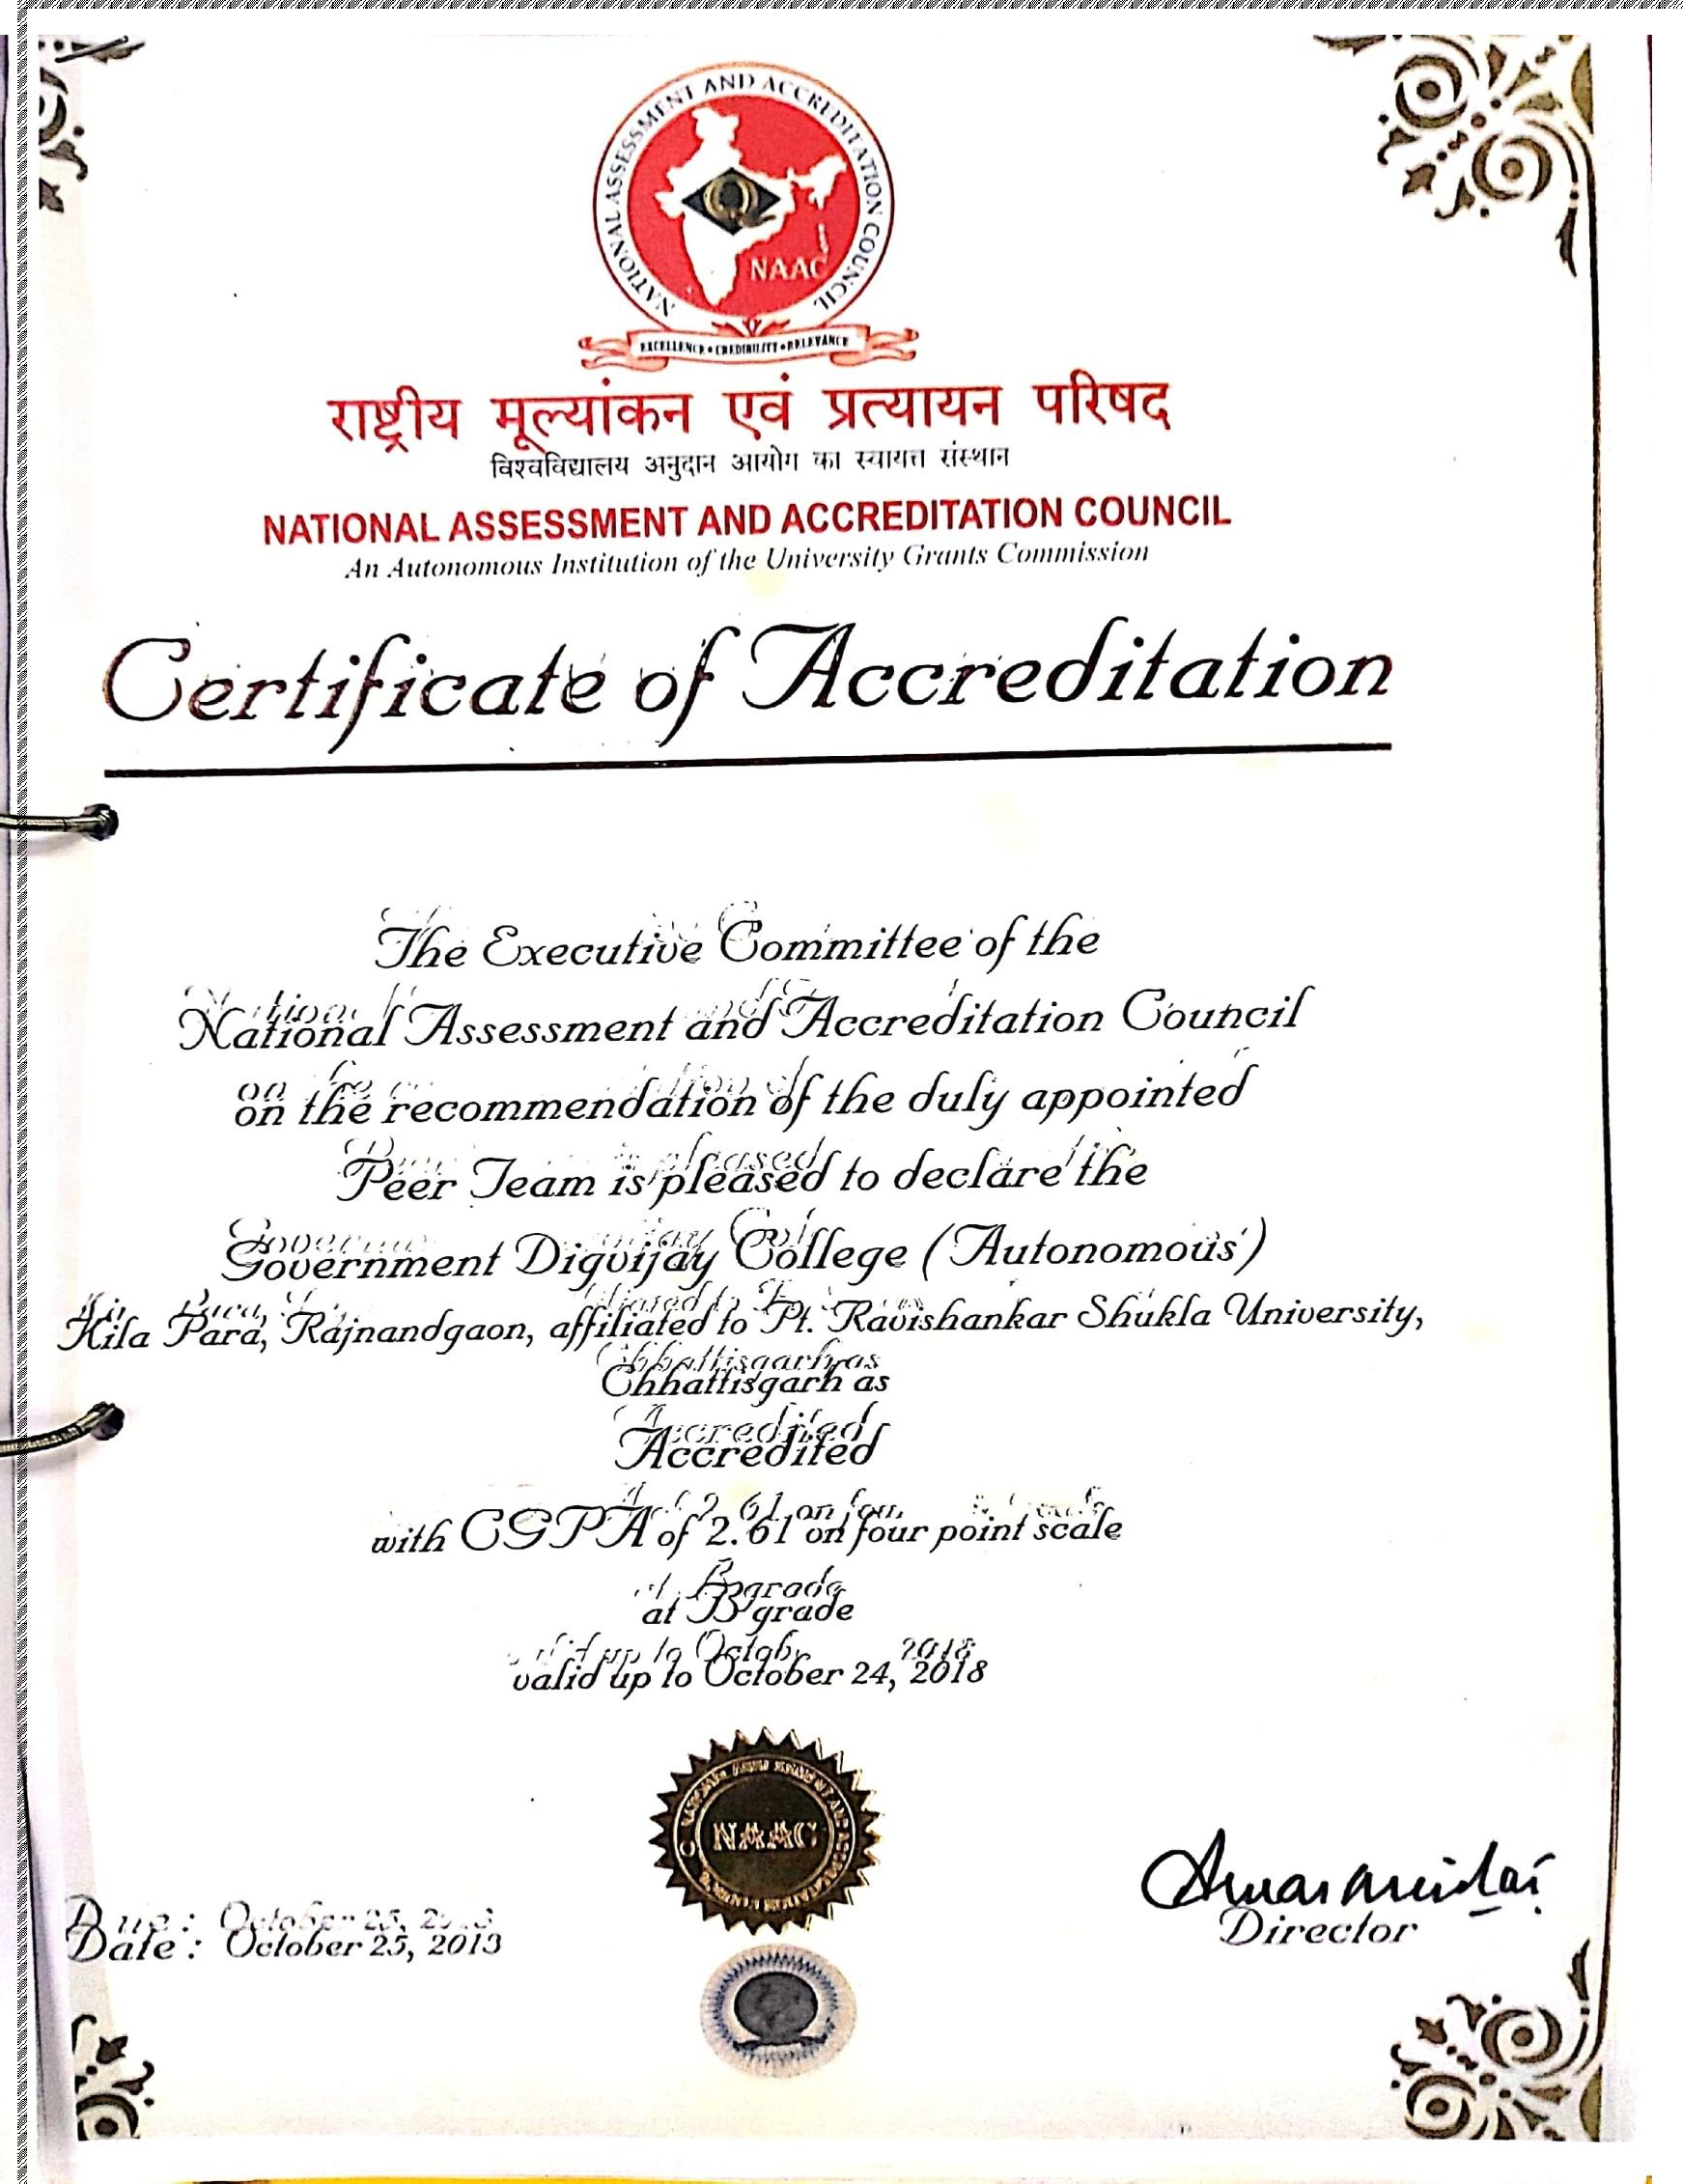 NATIONAL ASSESSMENT AND ACCREDITATION COUNCIL
NAAC
EXCELLENCE • CREDIBILITY • RELEVANCE
राष्ट्रीय मूल्यांकन एवं प्रत्यायन परिषद
विश्वविद्यालय अनुदान आयोग का स्वायत्त संस्थान
NATIONAL ASSESSMENT AND ACCREDITATION COUNCIL
An Autonomous Institution of the University Grants Commission
Certificate of Accreditation
The Executive Committee of the
National Assessment and Accreditation Council
on the recommendation of the duly appointed
Peer Team is pleased to declare the
Government Digvijay College (Autonomous)
Kila Para, Rajnandgaon, affiliated to Pt. Ravishankar Shukla University,
Chhattisgarh as
Accredited
with CGPA of 2.61 on four point scale
at B grade
valid up to October 24, 2018
NAAC
Date : October 25, 2013
Director